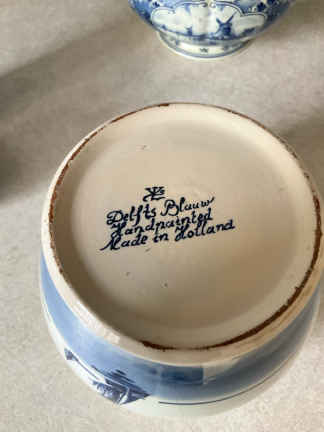 Delfts Blauw
Handpainted
Made in Holland